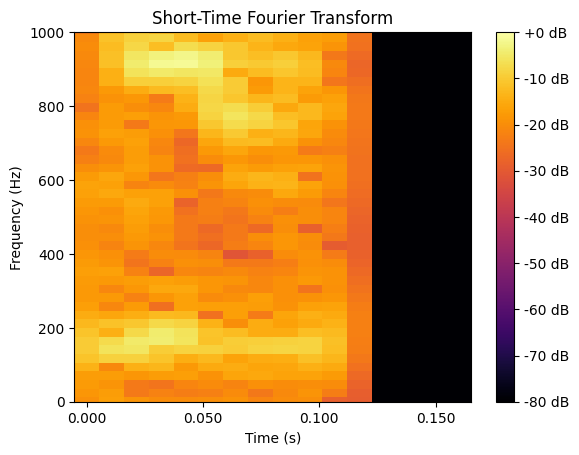 Short-Time Fourier Transform
1000
800
600
400
200
0
Frequency (Hz)
0.000
0.050
0.100
0.150
Time (s)
+0 dB
-10 dB
-20 dB
-30 dB
-40 dB
-50 dB
-60 dB
-70 dB
-80 dB